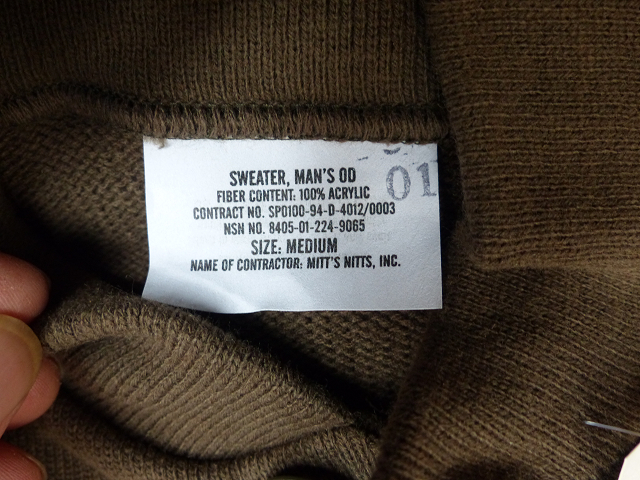 01
SWEATER, MAN'S OD
FIBER CONTENT: 100% ACRYLIC
CONTRACT NO. SPO100-94-D-4012/0003
NSN NO. 8405-01-224-9065
SIZE: MEDIUM
NAME OF CONTRACTOR: MITT'S NITTS, INC.